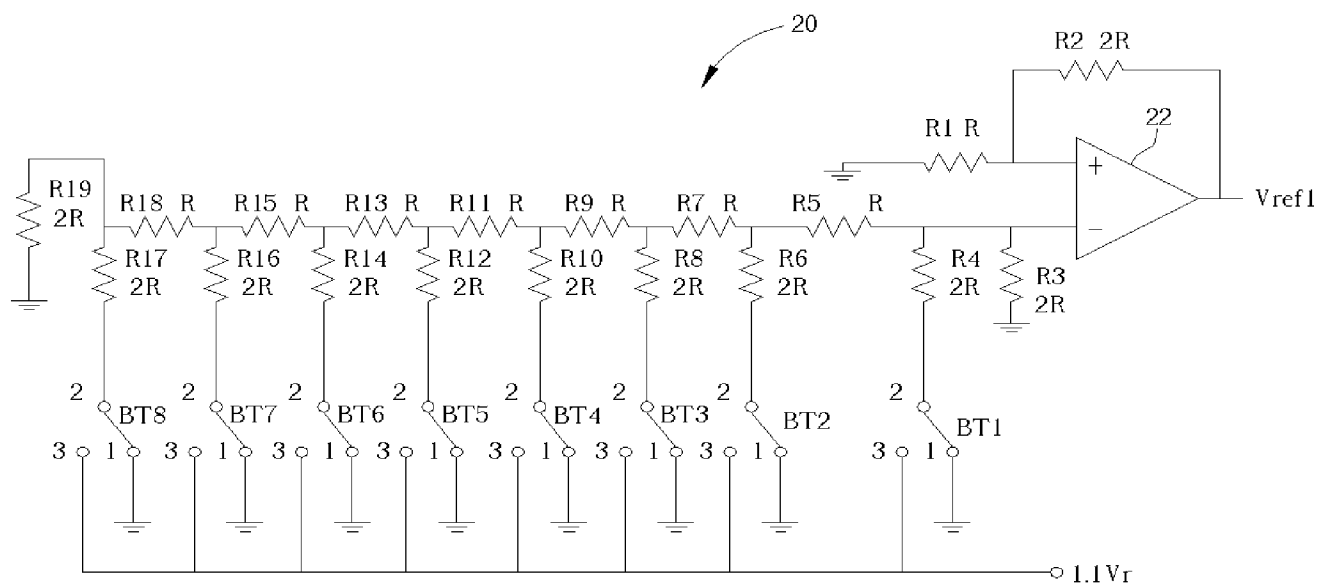 20
R2 2R
22
R1 R
+
Vref1
−
R19
2R
R18 R
R15 R
R13 R
R11 R
R9 R
R7 R
R5 R
R17
2R
R16
2R
R14
2R
R12
2R
R10
2R
R8
2R
R6
2R
R4
2R
R3
2R
2 2 2 2 2 2 2 2
BT8 BT7 BT6 BT5 BT4 BT3 BT2 BT1
3 1 3 1 3 1 3 1 3 1 3 1 3 1 3 1
1.1Vr